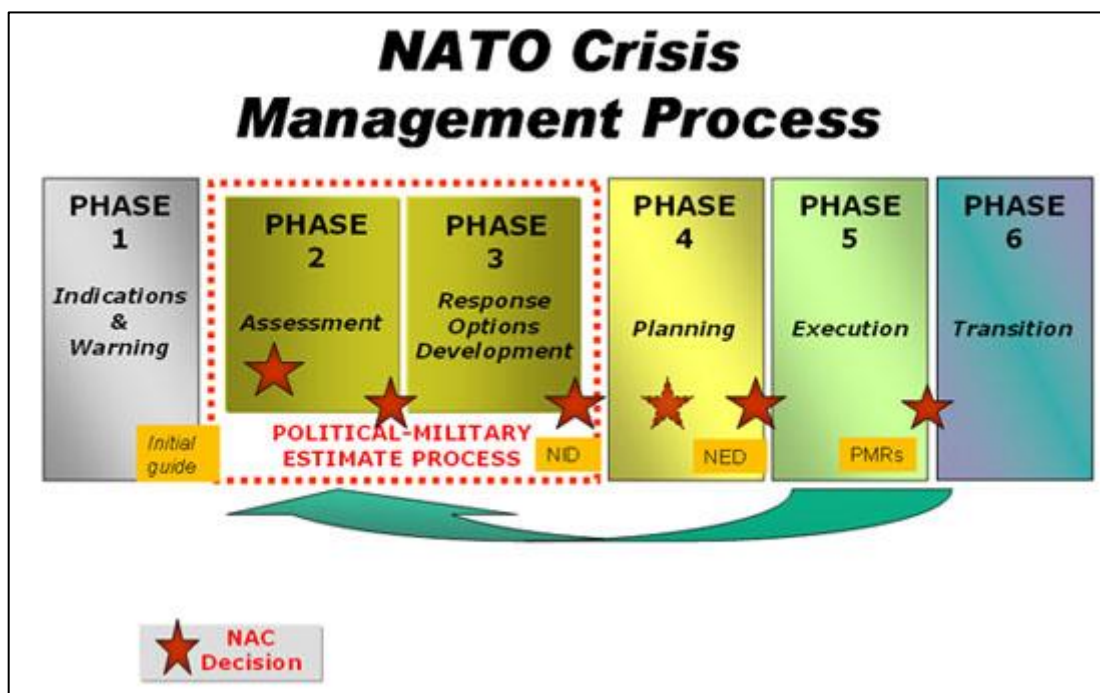 NATO Crisis
Management Process
PHASE
1
Indications
&
Warning
Initial
guide
PHASE
2
Assessment
PHASE
3
Response
Options
Development
POLITICAL-MILITARY
ESTIMATE PROCESS
NID
PHASE
4
Planning
NED
PHASE
5
Execution
PMRs
PHASE
6
Transition
NAC
Decision